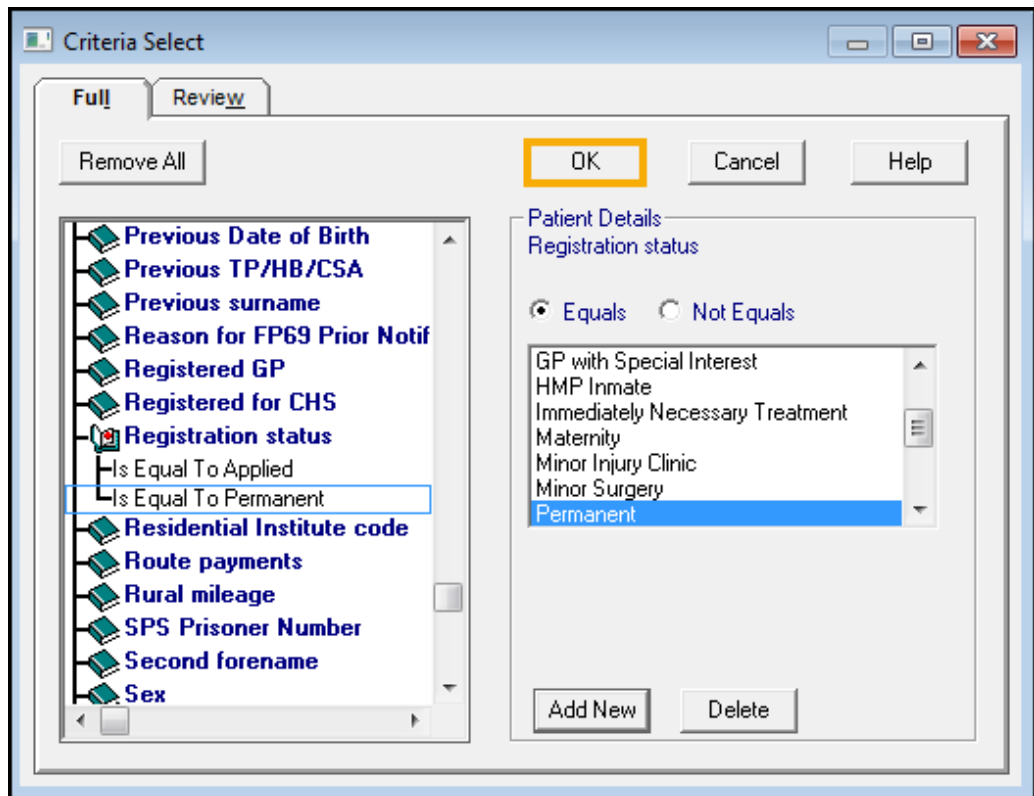 Criteria Select
Full
Review
Remove All
OK
Cancel
Help
Previous Date of Birth
Previous TP/HB/CSA
Previous surname
Reason for FP69 Prior Notif
Registered GP
Registered for CHS
Registration status
Is Equal To Applied
Is Equal To Permanent
Residential Institute code
Route payments
Rural mileage
SPS Prisoner Number
Second forename
Sex
Patient Details
Registration status
Equals
Not Equals
GP with Special Interest
HMP Inmate
Immediately Necessary Treatment
Maternity
Minor Injury Clinic
Minor Surgery
Permanent
Add New
Delete